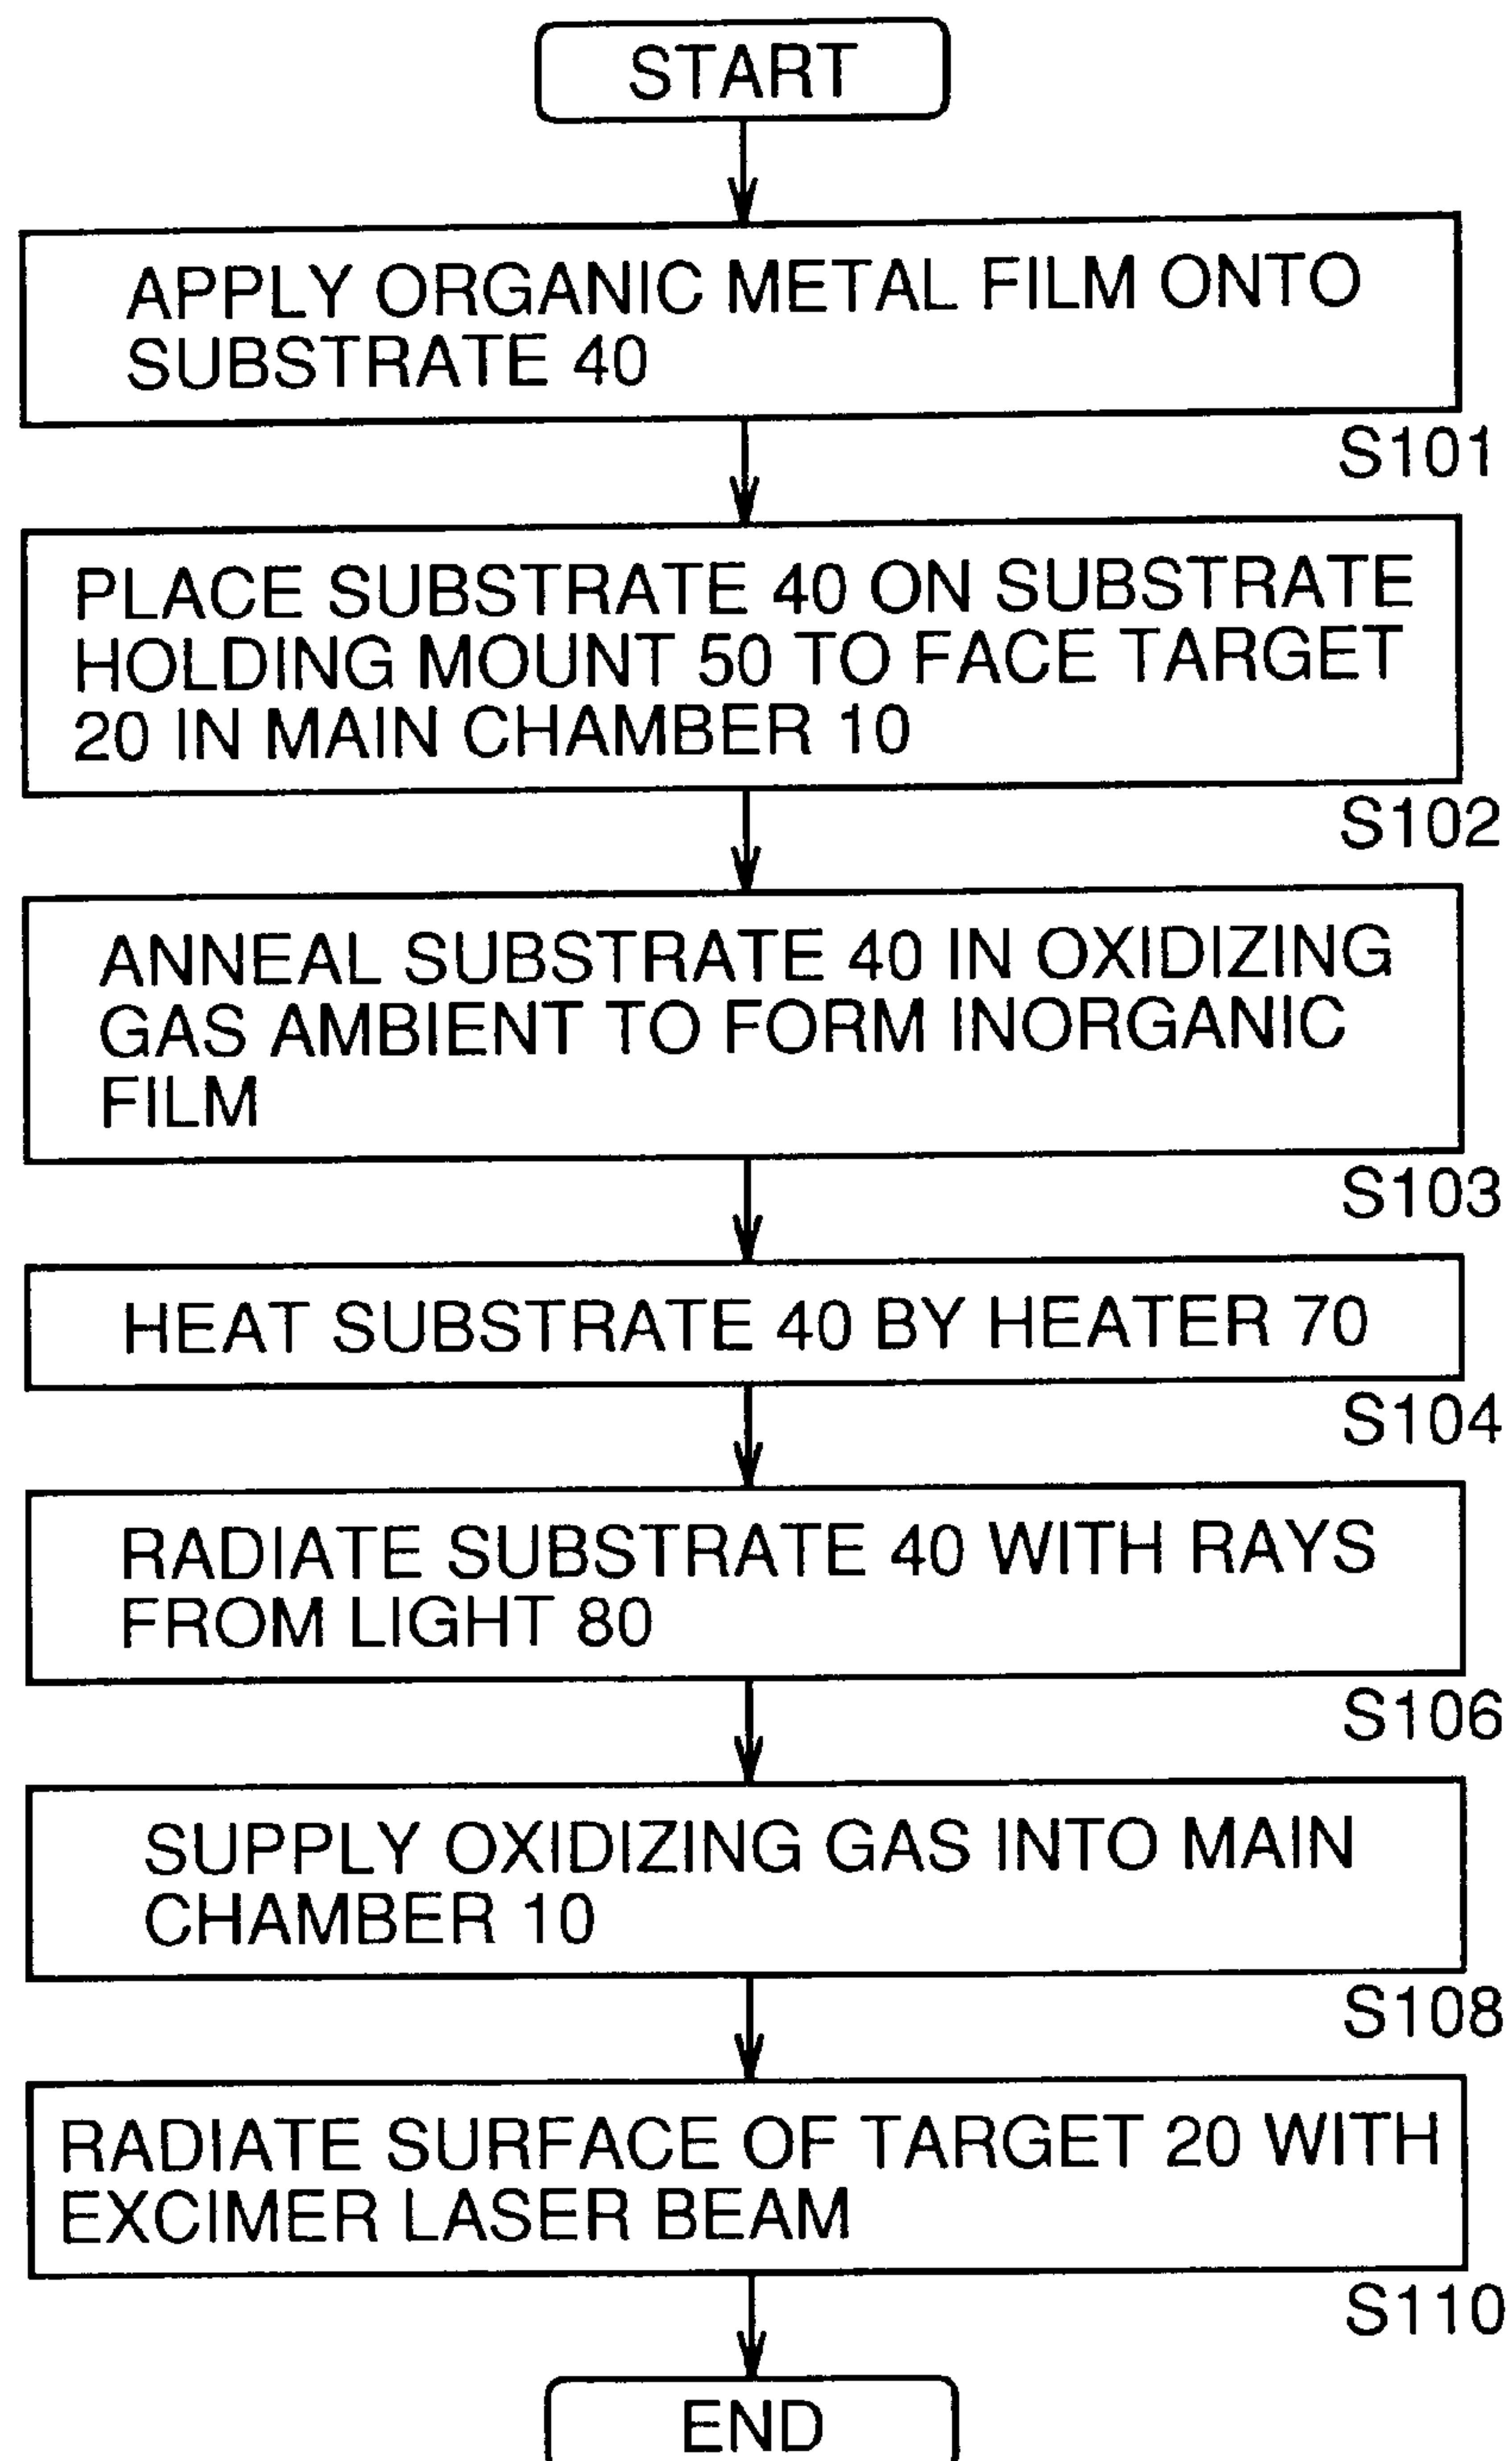 START
APPLY ORGANIC METAL FILM ONTO
SUBSTRATE 40
S101
PLACE SUBSTRATE 40 ON SUBSTRATE
HOLDING MOUNT 50 TO FACE TARGET
20 IN MAIN CHAMBER 10
S102
ANNEAL SUBSTRATE 40 IN OXIDIZING
GAS AMBIENT TO FORM INORGANIC
FILM
S103
HEAT SUBSTRATE 40 BY HEATER 70
S104
RADIATE SUBSTRATE 40 WITH RAYS
FROM LIGHT 80
S106
SUPPLY OXIDIZING GAS INTO MAIN
CHAMBER 10
S108
RADIATE SURFACE OF TARGET 20 WITH
EXCIMER LASER BEAM
S110
END